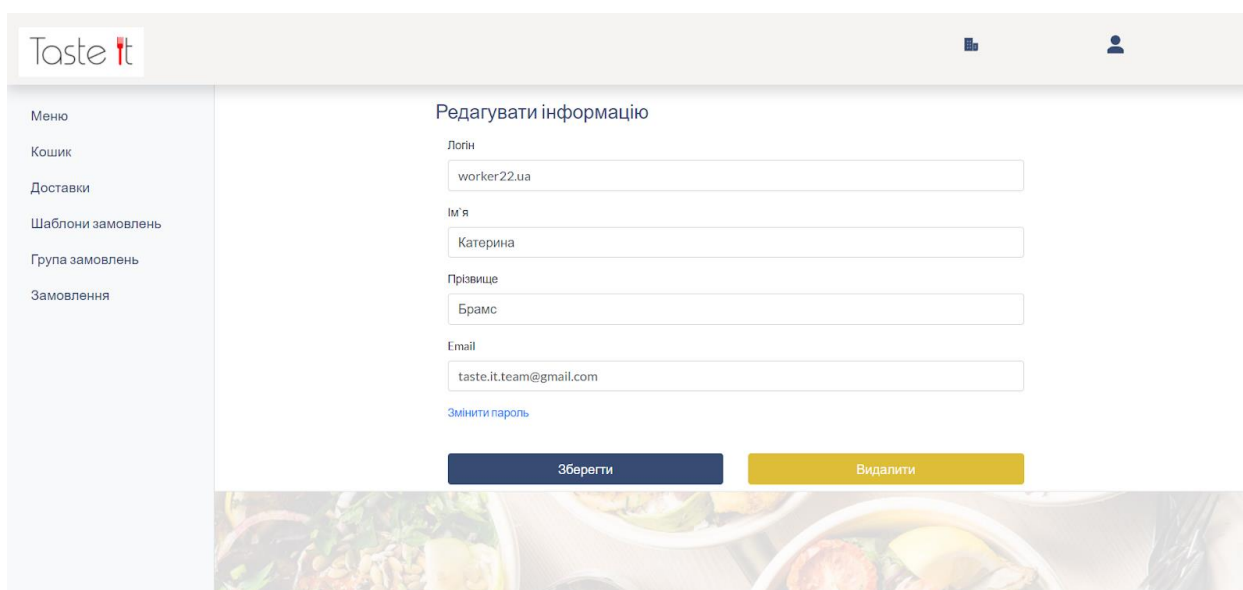 Taste it
Меню
Кошик
Доставки
Шаблони замовлень
Група замовлень
Замовлення
Редагувати інформацію
Логін
worker22.ua
Ім`я
Катерина
Прізвище
Брамс
Email
taste.it.team@gmail.com
Змінити пароль
Зберегти
Видалити